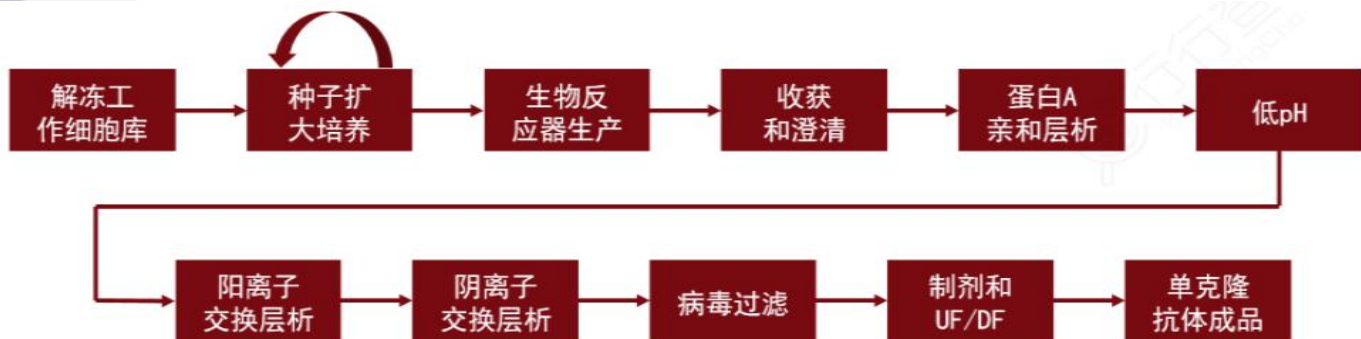 解冻工
作细胞库
种子扩
大培养
生物反
应器生产
收获
和澄清
蛋白A
亲和层析
低pH
阳离子
交换层析
阴离子
交换层析
病毒过滤
制剂和
UF/DF
单克隆
抗体成品